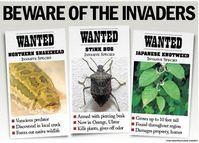 BEWARE OF THE INVADERS
WANTED
NORTHERN SNAKEHEAD
INVASIVE SPECIES
Voracious predator
Discovered in local creek
Forces out native wildlife
WANTED
STINK BUG
INVASIVE SPECIES
Armed with piercing beak
Now in Orange, Ulster
Kills plants, gives off odor
WANTED
JAPANESE KNOTWEED
INVASIVE SPECIES
Grows up to 10 feet tall
Found throughout region
Damages property, homes